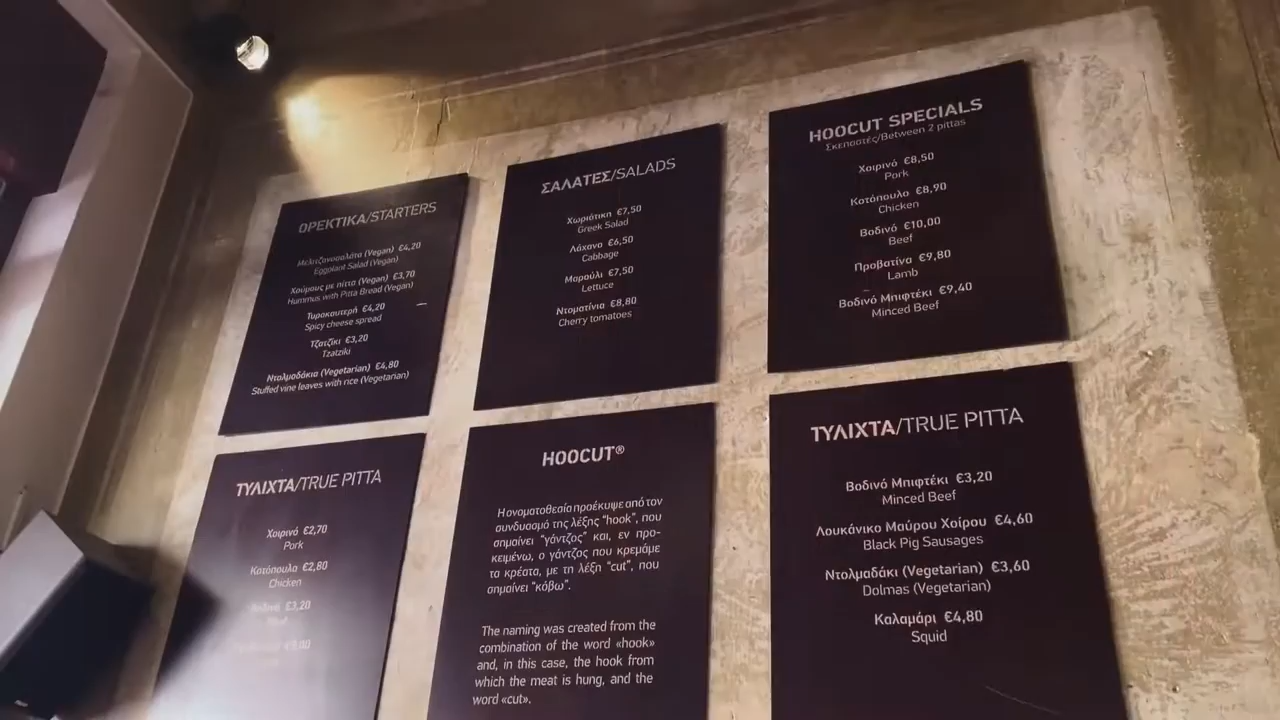 ΟΡΕΚΤΙΚΑ/STARTERS
Μελιτζανοσαλάτα (Vegan) €4,20
Eggplant Salad (Vegan)
Χούμους με πίττα (Vegan) €3,70
Hummus with Pitta Bread (Vegan)
Τυροκαυτερή €4,20
Spicy cheese spread
Τζατζίκι €3,20
Tzatziki
Ντολμαδάκια (Vegetarian) €4,80
Stuffed vine leaves with rice (Vegetarian)
ΣΑΛΑΤΕΣ/SALADS
Χωριάτικη €7,50
Greek Salad
Λάχανο €6,50
Cabbage
Μαρούλι €7,50
Lettuce
Ντοματίνια €8,80
Cherry tomatoes
HOOCUT SPECIALS
Σκεπαστές/Between 2 pittas
Χοιρινό €8,50
Pork
Κοτόπουλο €8,90
Chicken
Βοδινό €10,00
Beef
Προβατίνα €9,80
Lamb
Βοδινό Μπιφτέκι €9,40
Minced Beef
ΤΥΛΙΧΤΑ/TRUE PITTA
Χοιρινό €2,70
Pork
Κοτόπουλο €2,80
Chicken
€3,20
HOOCUT®
Η ονοματοθεσία προέκυψε από τον
συνδυασμό της λέξης "hook", που
σημαίνει "γάντζος" και, εν προ-
κειμένω, ο γάντζος που κρεμάμε
τα κρέατα, με τη λέξη "cut", που
σημαίνει "κόβω".
The naming was created from the
combination of the word «hook»
and, in this case, the hook from
which the meat is hung, and the
word «cut».
ΤΥΛΙΧΤΑ/TRUE PITTA
Βοδινό Μπιφτέκι €3,20
Minced Beef
Λουκάνικο Μαύρου Χοίρου €4,60
Black Pig Sausages
Ντολμαδάκι (Vegetarian) €3,60
Dolmas (Vegetarian)
Καλαμάρι €4,80
Squid